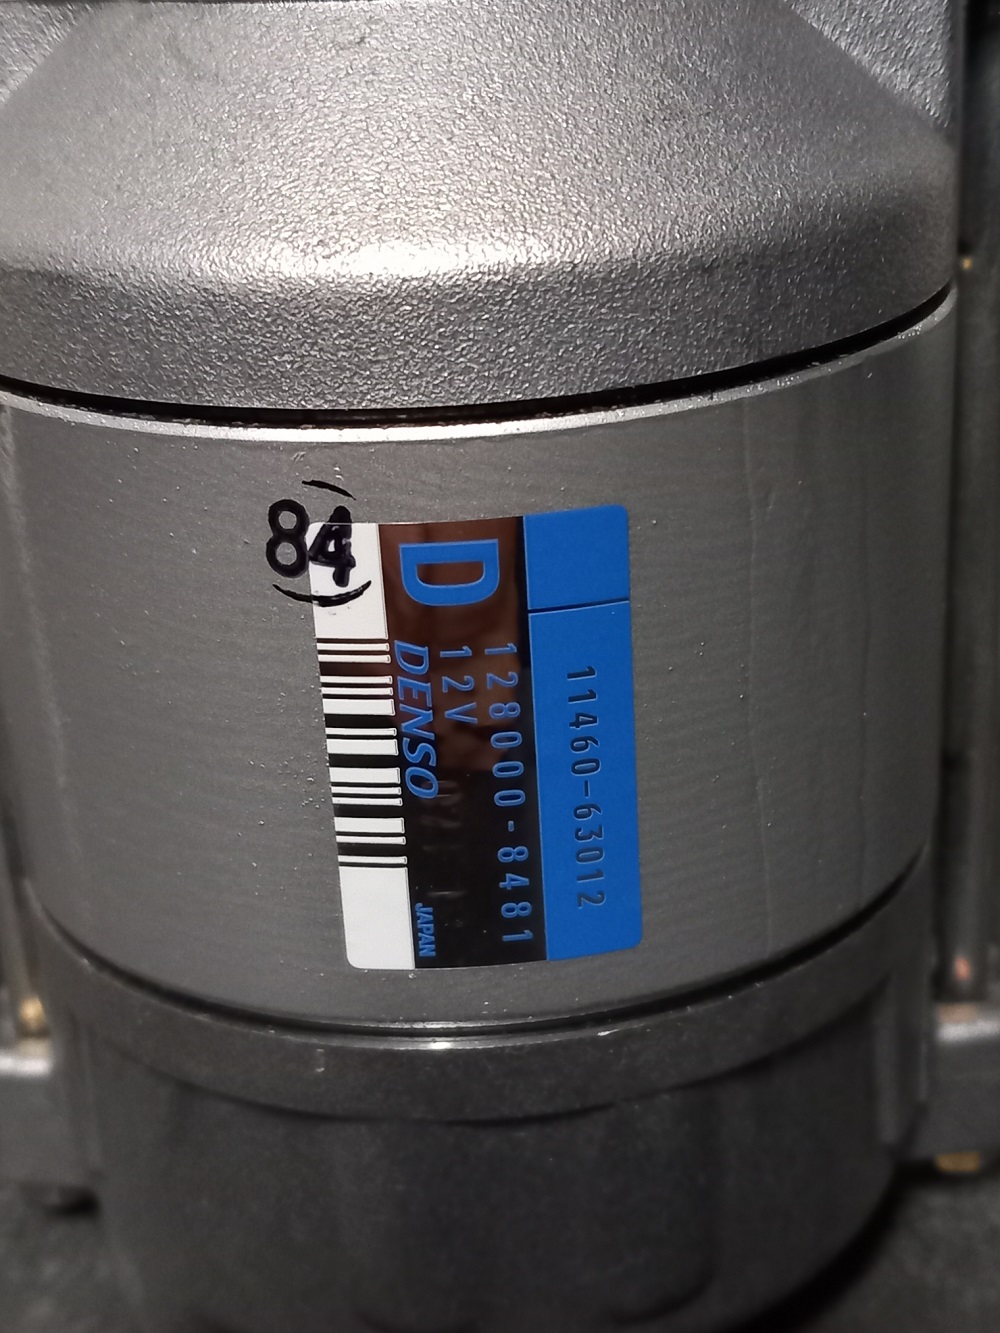 84
11460-63012
D
128000-8481
12V
DENSO
JAPAN